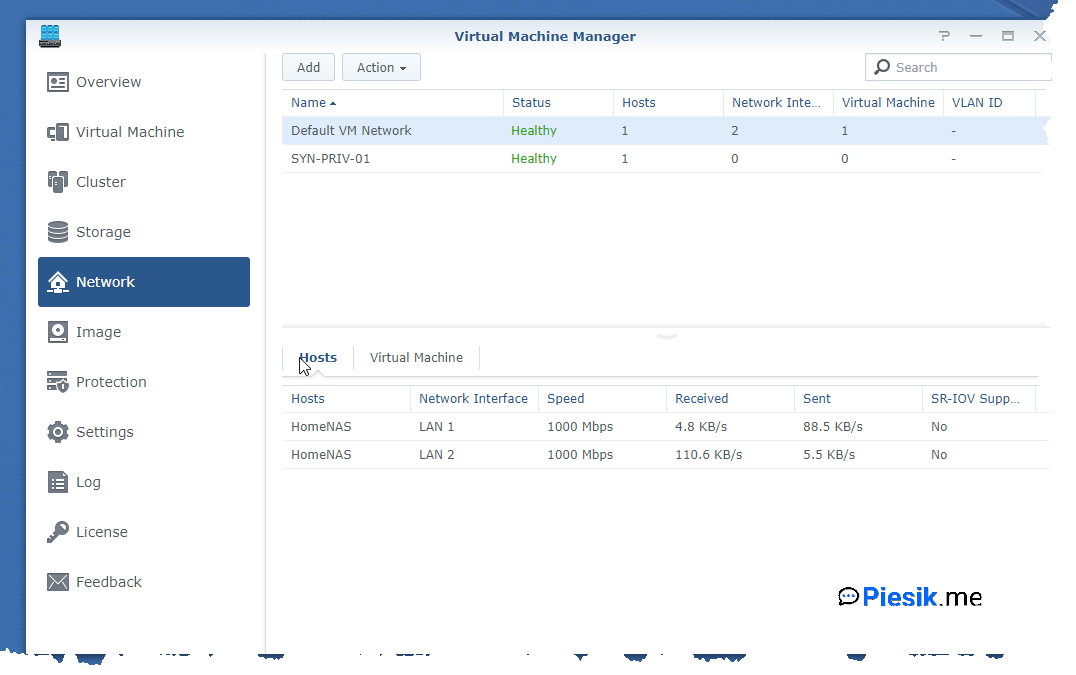 Virtual Machine Manager
Overview
Virtual Machine
Cluster
Storage
Network
Image
Protection
Settings
Log
License
Feedback
Add Action Search
Name Status Hosts Network Inte... Virtual Machine VLAN ID
Default VM Network Healthy 1 2 1 -
SYN-PRIV-01 Healthy 1 0 0 -
Hosts Virtual Machine
Hosts Network Interface Speed Received Sent SR-IOV Supp...
HomeNAS LAN 1 1000 Mbps 4.8 KB/s 88.5 KB/s No
HomeNAS LAN 2 1000 Mbps 110.6 KB/s 5.5 KB/s No
Piesik.me